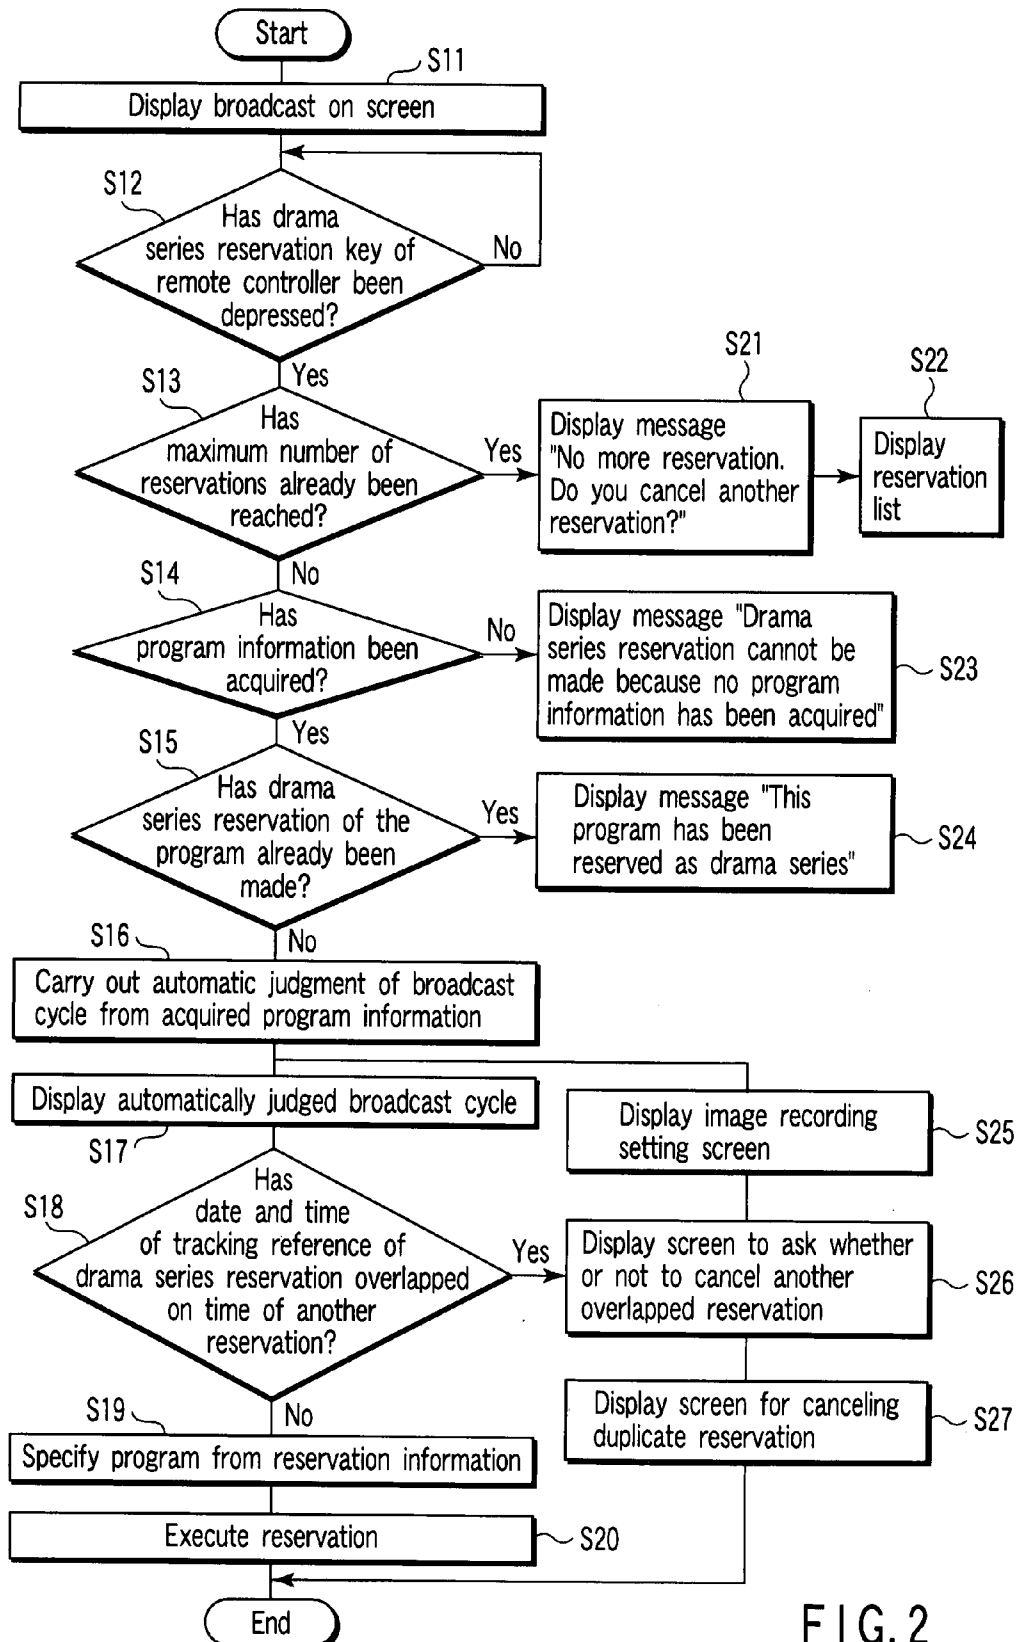 Start
S11
Display broadcast on screen
S12
Has drama
series reservation key of
remote controller been
depressed?
No
Yes
S13
Has
maximum number of
reservations already been
reached?
Yes
S21
Display message
"No more reservation.
Do you cancel another
reservation?"
S22
Display
reservation
list
No
S14
Has
program information been
acquired?
No
Display message "Drama
series reservation cannot be
made because no program
information has been acquired"
S23
Yes
S15
Has drama
series reservation of the
program already been
made?
Yes
Display message "This
program has been
reserved as drama series"
S24
No
S16
Carry out automatic judgment of broadcast
cycle from acquired program information
Display automatically judged broadcast cycle
S17
Display image recording
setting screen
S25
S18
Has
date and time
of tracking reference of
drama series reservation overlapped
on time of another
reservation?
Yes
Display screen to ask whether
or not to cancel another
overlapped reservation
S26
No
Display screen for canceling
duplicate reservation
S27
S19
Specify program from reservation information
Execute reservation
S20
End
FIG. 2